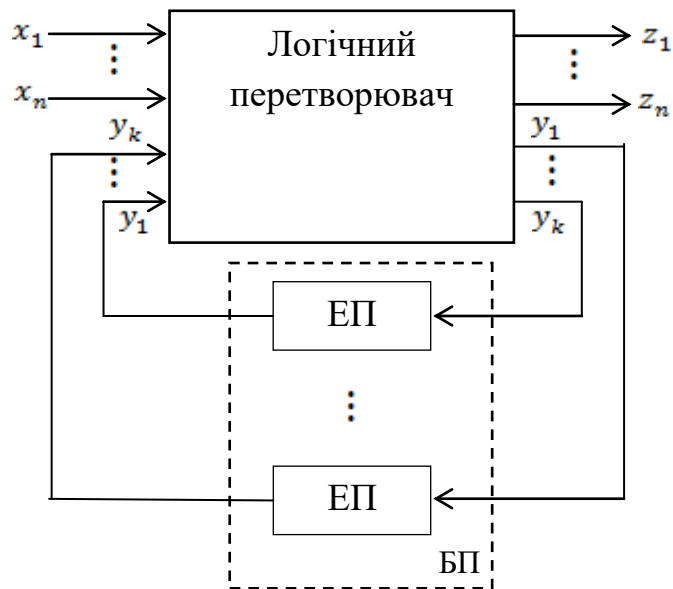 x₁
⋮
xₙ
yₖ
⋮
y₁
Логічний
перетворювач
z₁
⋮
zₙ
y₁
⋮
yₖ
ЕП
⋮
ЕП
БП